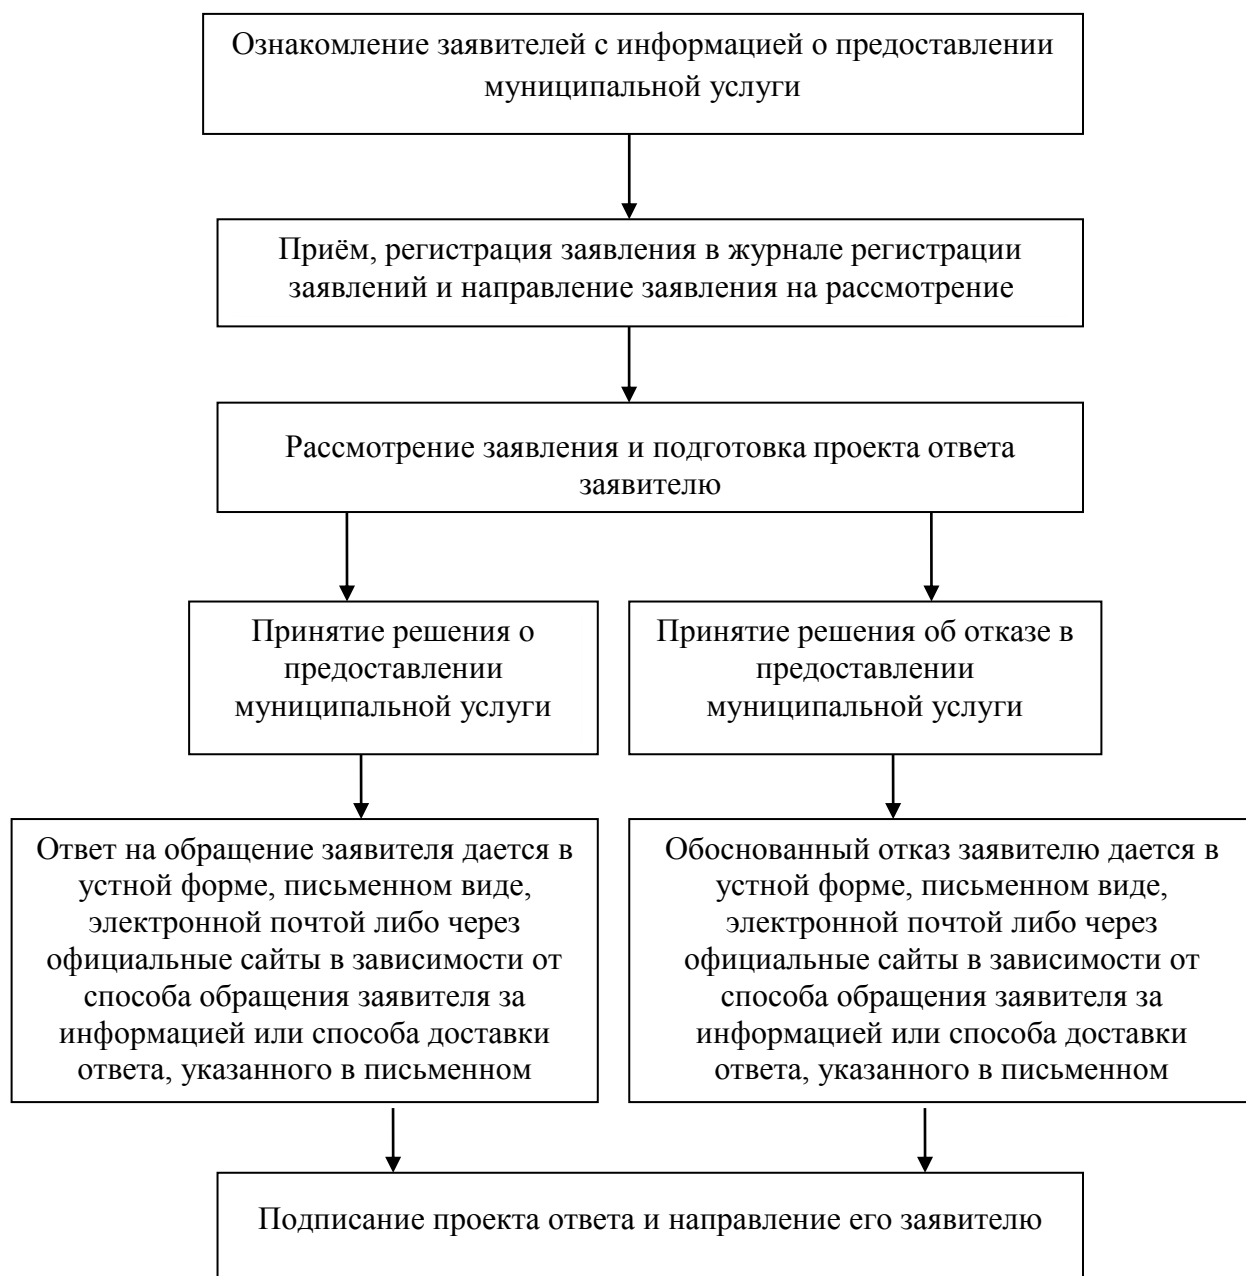 Ознакомление заявителей с информацией о предоставлении
муниципальной услуги
Приём, регистрация заявления в журнале регистрации
заявлений и направление заявления на рассмотрение
Рассмотрение заявления и подготовка проекта ответа
заявителю
Принятие решения о
предоставлении
муниципальной услуги
Принятие решения об отказе в
предоставлении
муниципальной услуги
Ответ на обращение заявителя дается в
устной форме, письменном виде,
электронной почтой либо через
официальные сайты в зависимости от
способа обращения заявителя за
информацией или способа доставки
ответа, указанного в письменном
Обоснованный отказ заявителю дается в
устной форме, письменном виде,
электронной почтой либо через
официальные сайты в зависимости от
способа обращения заявителя за
информацией или способа доставки
ответа, указанного в письменном
Подписание проекта ответа и направление его заявителю